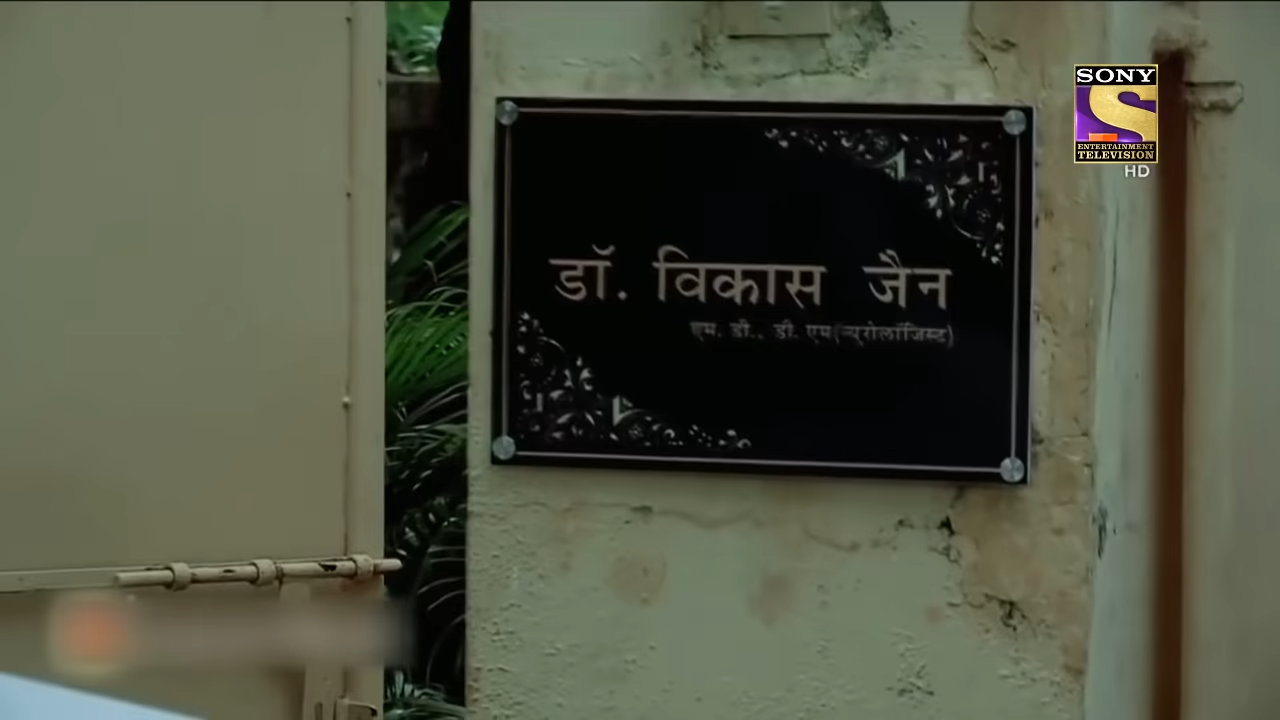 SONY
ENTERTAINMENT
TELEVISION
HD
डॉ. विकास जैन
एम. डी., डी. एम(न्युरोलॉजिस्ट)